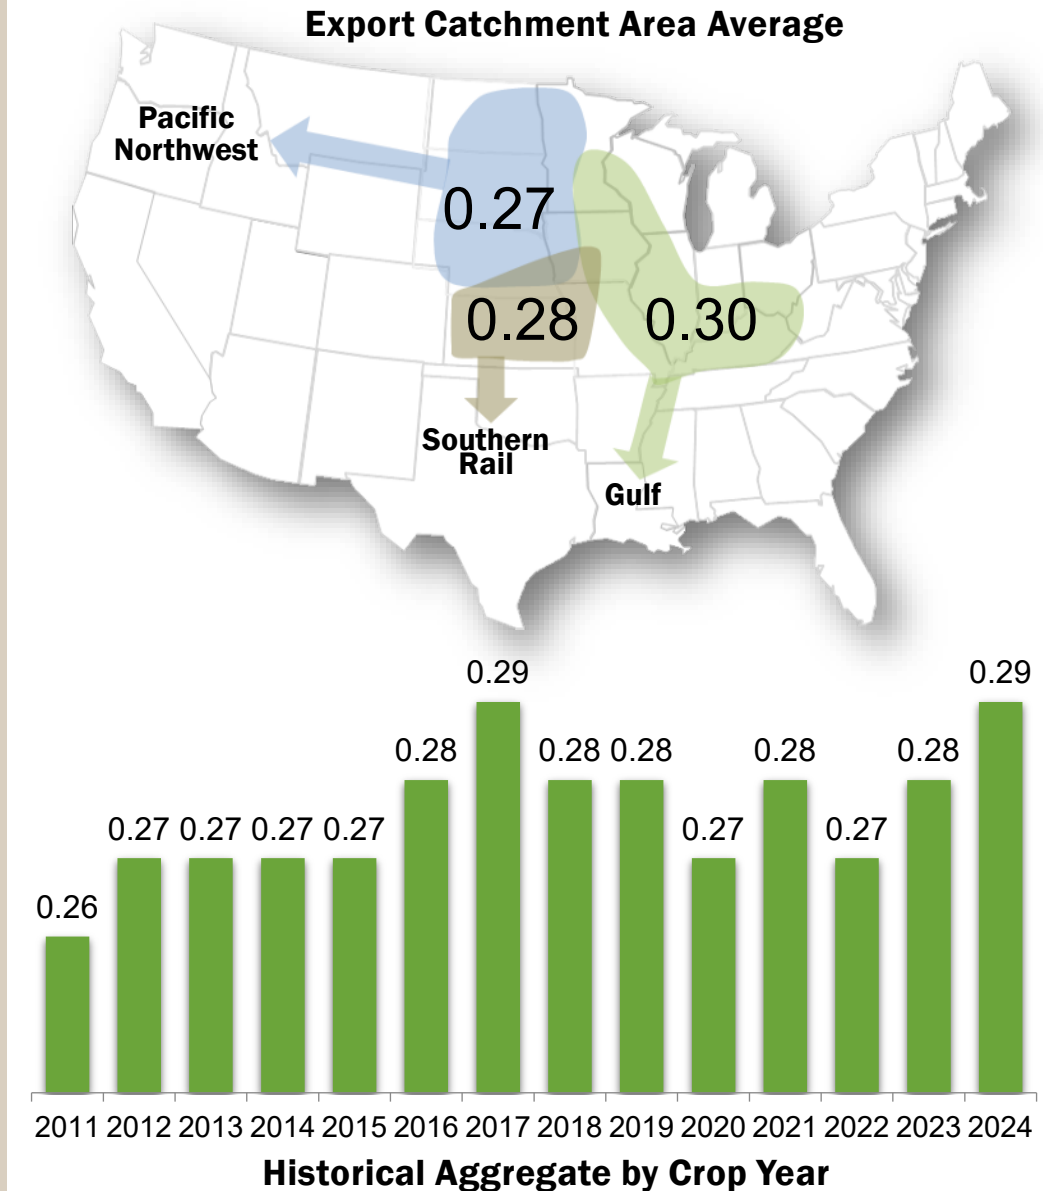 Export Catchment Area Average
Pacific
Northwest
0.27
0.28
0.30
Southern
Rail
Gulf
0.29
0.29
0.28
0.28 0.28
0.28
0.28
0.27 0.27 0.27 0.27
0.27
0.27
0.26
2011 2012 2013 2014 2015 2016 2017 2018 2019 2020 2021 2022 2023 2024
Historical Aggregate by Crop Year